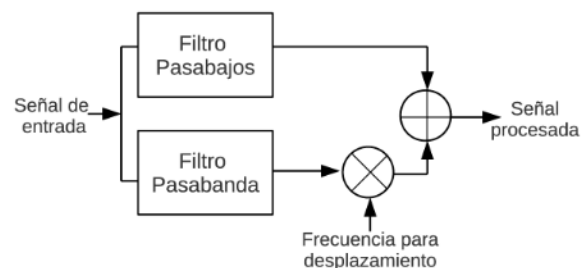 Filtro
Pasabajos
Señal de
entrada
Señal
procesada
Filtro
Pasabanda
Frecuencia para
desplazamiento